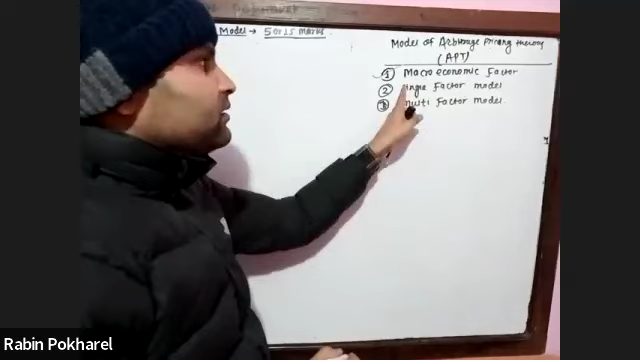 Model → 5 or 15 marks
Model of Arbitrage Pricing theory
(APT)
① Macro economic Factor
② Single Factor model
③ Multi Factor model.
Rabin Pokharel